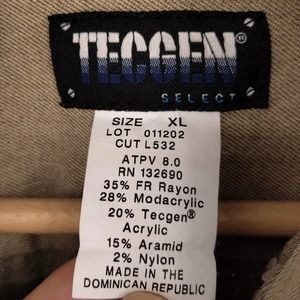 TECGEN®
SELECT
SIZE XL
LOT 011202
CUT L532
ATPV 8.0
RN 132690
35% FR Rayon
28% Modacrylic
20% Tecgen®
Acrylic
15% Aramid
2% Nylon
MADE IN THE
DOMINICAN REPUBLIC